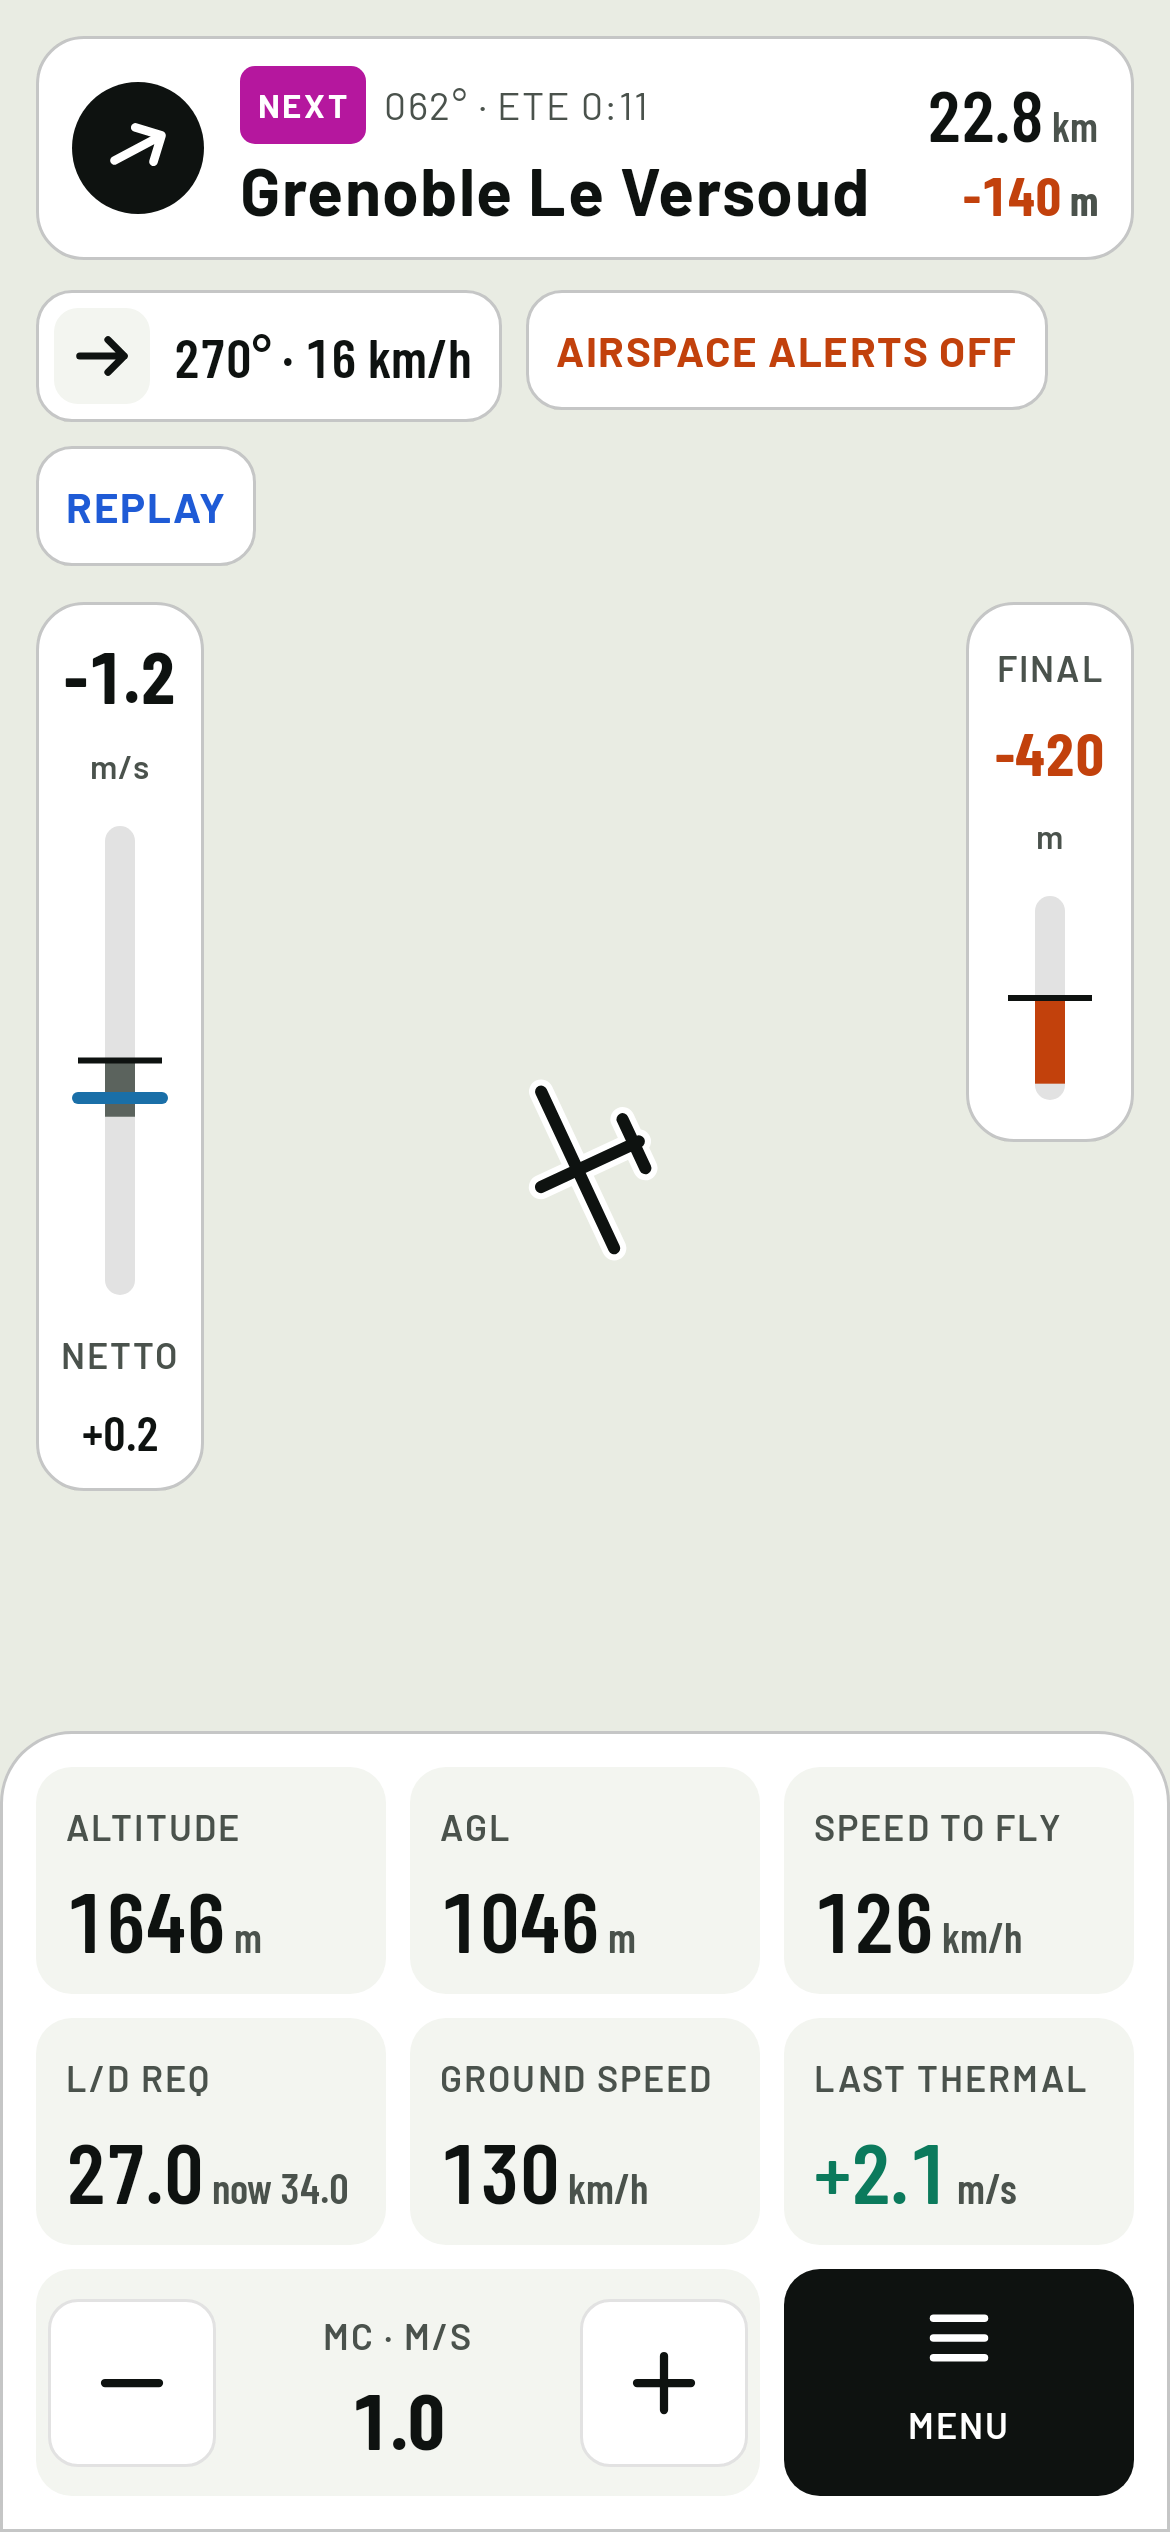 NEXT 062° · ETE 0:11
Grenoble Le Versoud
22.8 km
-140 m
270° · 16 km/h
AIRSPACE ALERTS OFF
REPLAY
-1.2
m/s
NETTO
+0.2
FINAL
-420
m
ALTITUDE
1646 m
AGL
1046 m
SPEED TO FLY
126 km/h
L/D REQ
27.0 now 34.0
GROUND SPEED
130 km/h
LAST THERMAL
+2.1 m/s
MC · M/S
1.0
MENU